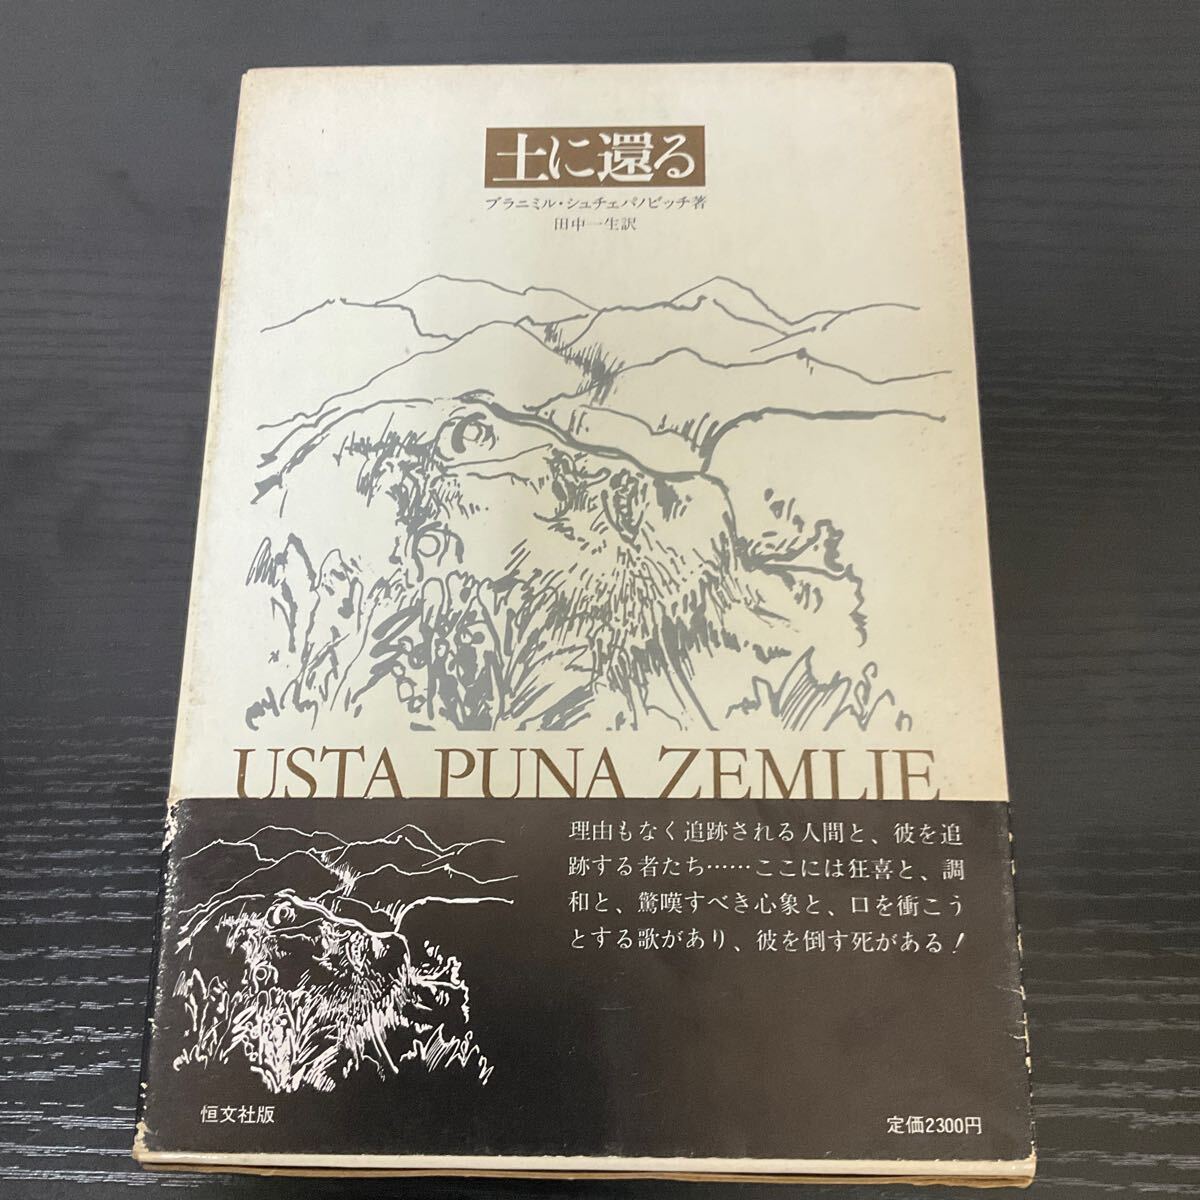 土に還る
ブラニミル・シュチェパノビッチ著
田中一生訳
USTA PUNA ZEMLJE
理由もなく追跡される人間と、彼を追
跡する者たち……ここには狂喜と、調
和と、驚嘆すべき心象と、口を衝こう
とする歌があり、彼を倒す死がある!
恒文社版
定価2300円